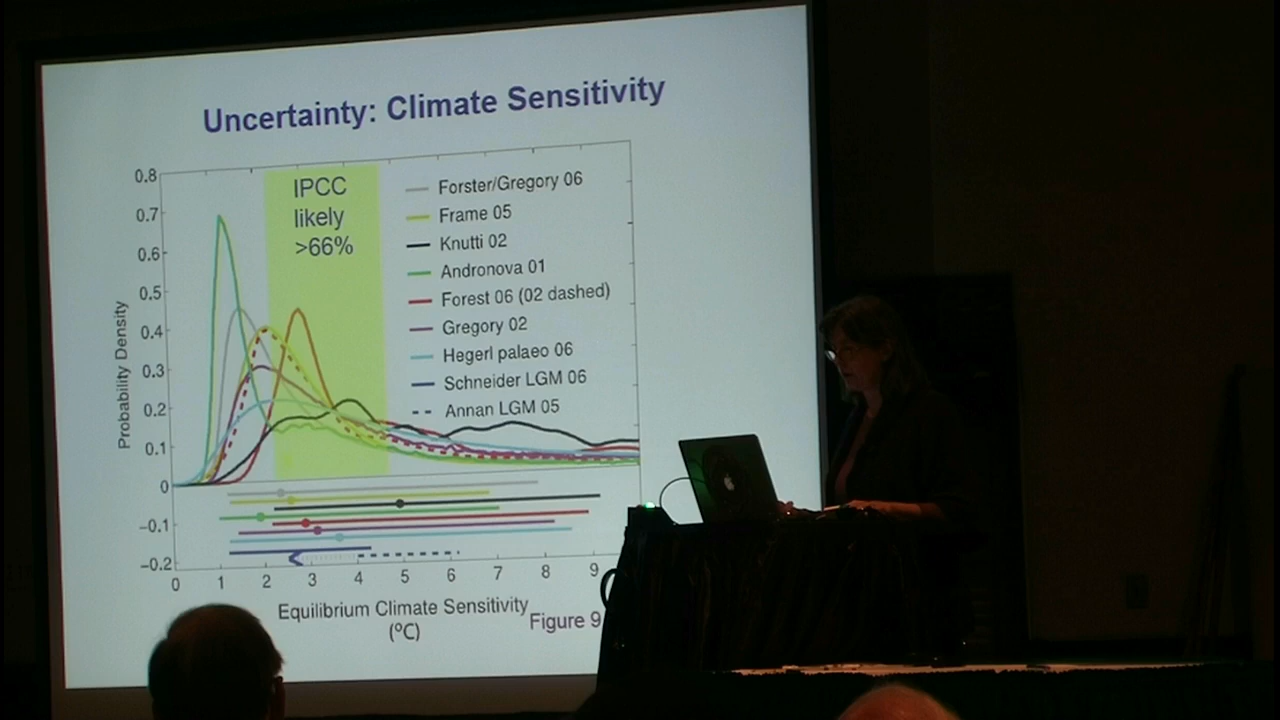 Uncertainty: Climate Sensitivity
IPCC
likely
>66%
Forster/Gregory 06
Frame 05
Knutti 02
Andronova 01
Forest 06 (02 dashed)
Gregory 02
Hegerl palaeo 06
Schneider LGM 06
Annan LGM 05
Probability Density
0.8
0.7
0.6
0.5
0.4
0.3
0.2
0.1
0
−0.1
−0.2
0 1 2 3 4 5 6 7 8 9
Equilibrium Climate Sensitivity
(°C)
Figure 9